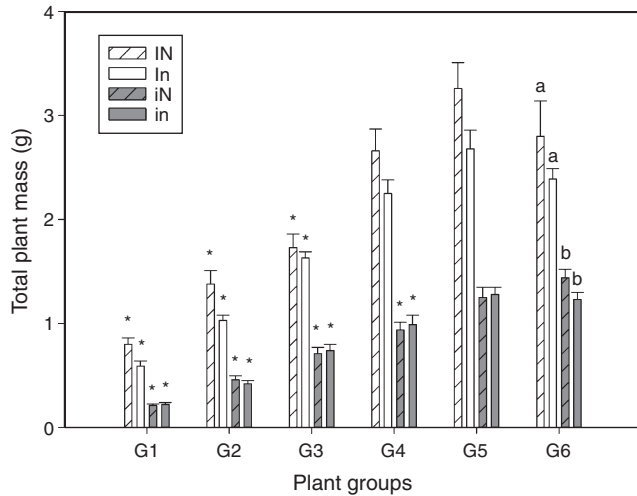 4
3
2
1
0
Total plant mass (g)
IN
In
iN
in
* * * *
* * * *
* * * *
* *
a
a
b
b
G1 G2 G3 G4 G5 G6
Plant groups